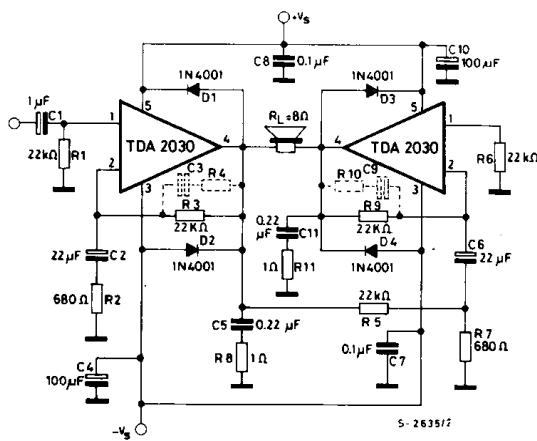 +Vs
C8
0.1µF
C10
100µF
1N4001
D1
1N4001
D3
1µF
C1
5
5
RL=8Ω
1
TDA 2030
4
4
TDA 2030
1
22kΩ
R1
2
3
C3
R4
R10
C9
3
2
R6
22kΩ
R3
22KΩ
R9
22KΩ
0.22
µF
C11
22µF
C2
D2
1N4001
D4
1N4001
C6
22µF
1Ω
R11
680Ω
R2
22kΩ
R5
C5
0.22 µF
R7
680Ω
0.1µF
C7
R8
1Ω
C4
100µF
-Vs
S-2635/2